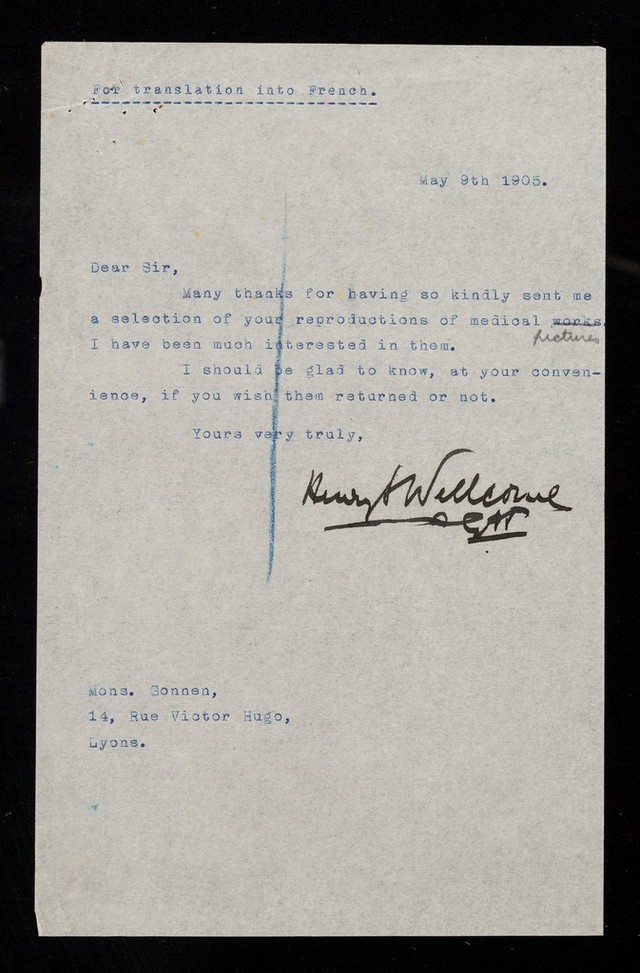 For translation into French.
May 9th 1905.
Dear Sir,
Many thanks for having so kindly sent me
a selection of your reproductions of medical works.
pictures
I have been much interested in them.
I should be glad to know, at your conven-
ience, if you wish them returned or not.
Yours very truly,
Henry S Wellcome
Mons. Gonnen,
14, Rue Victor Hugo,
Lyons.